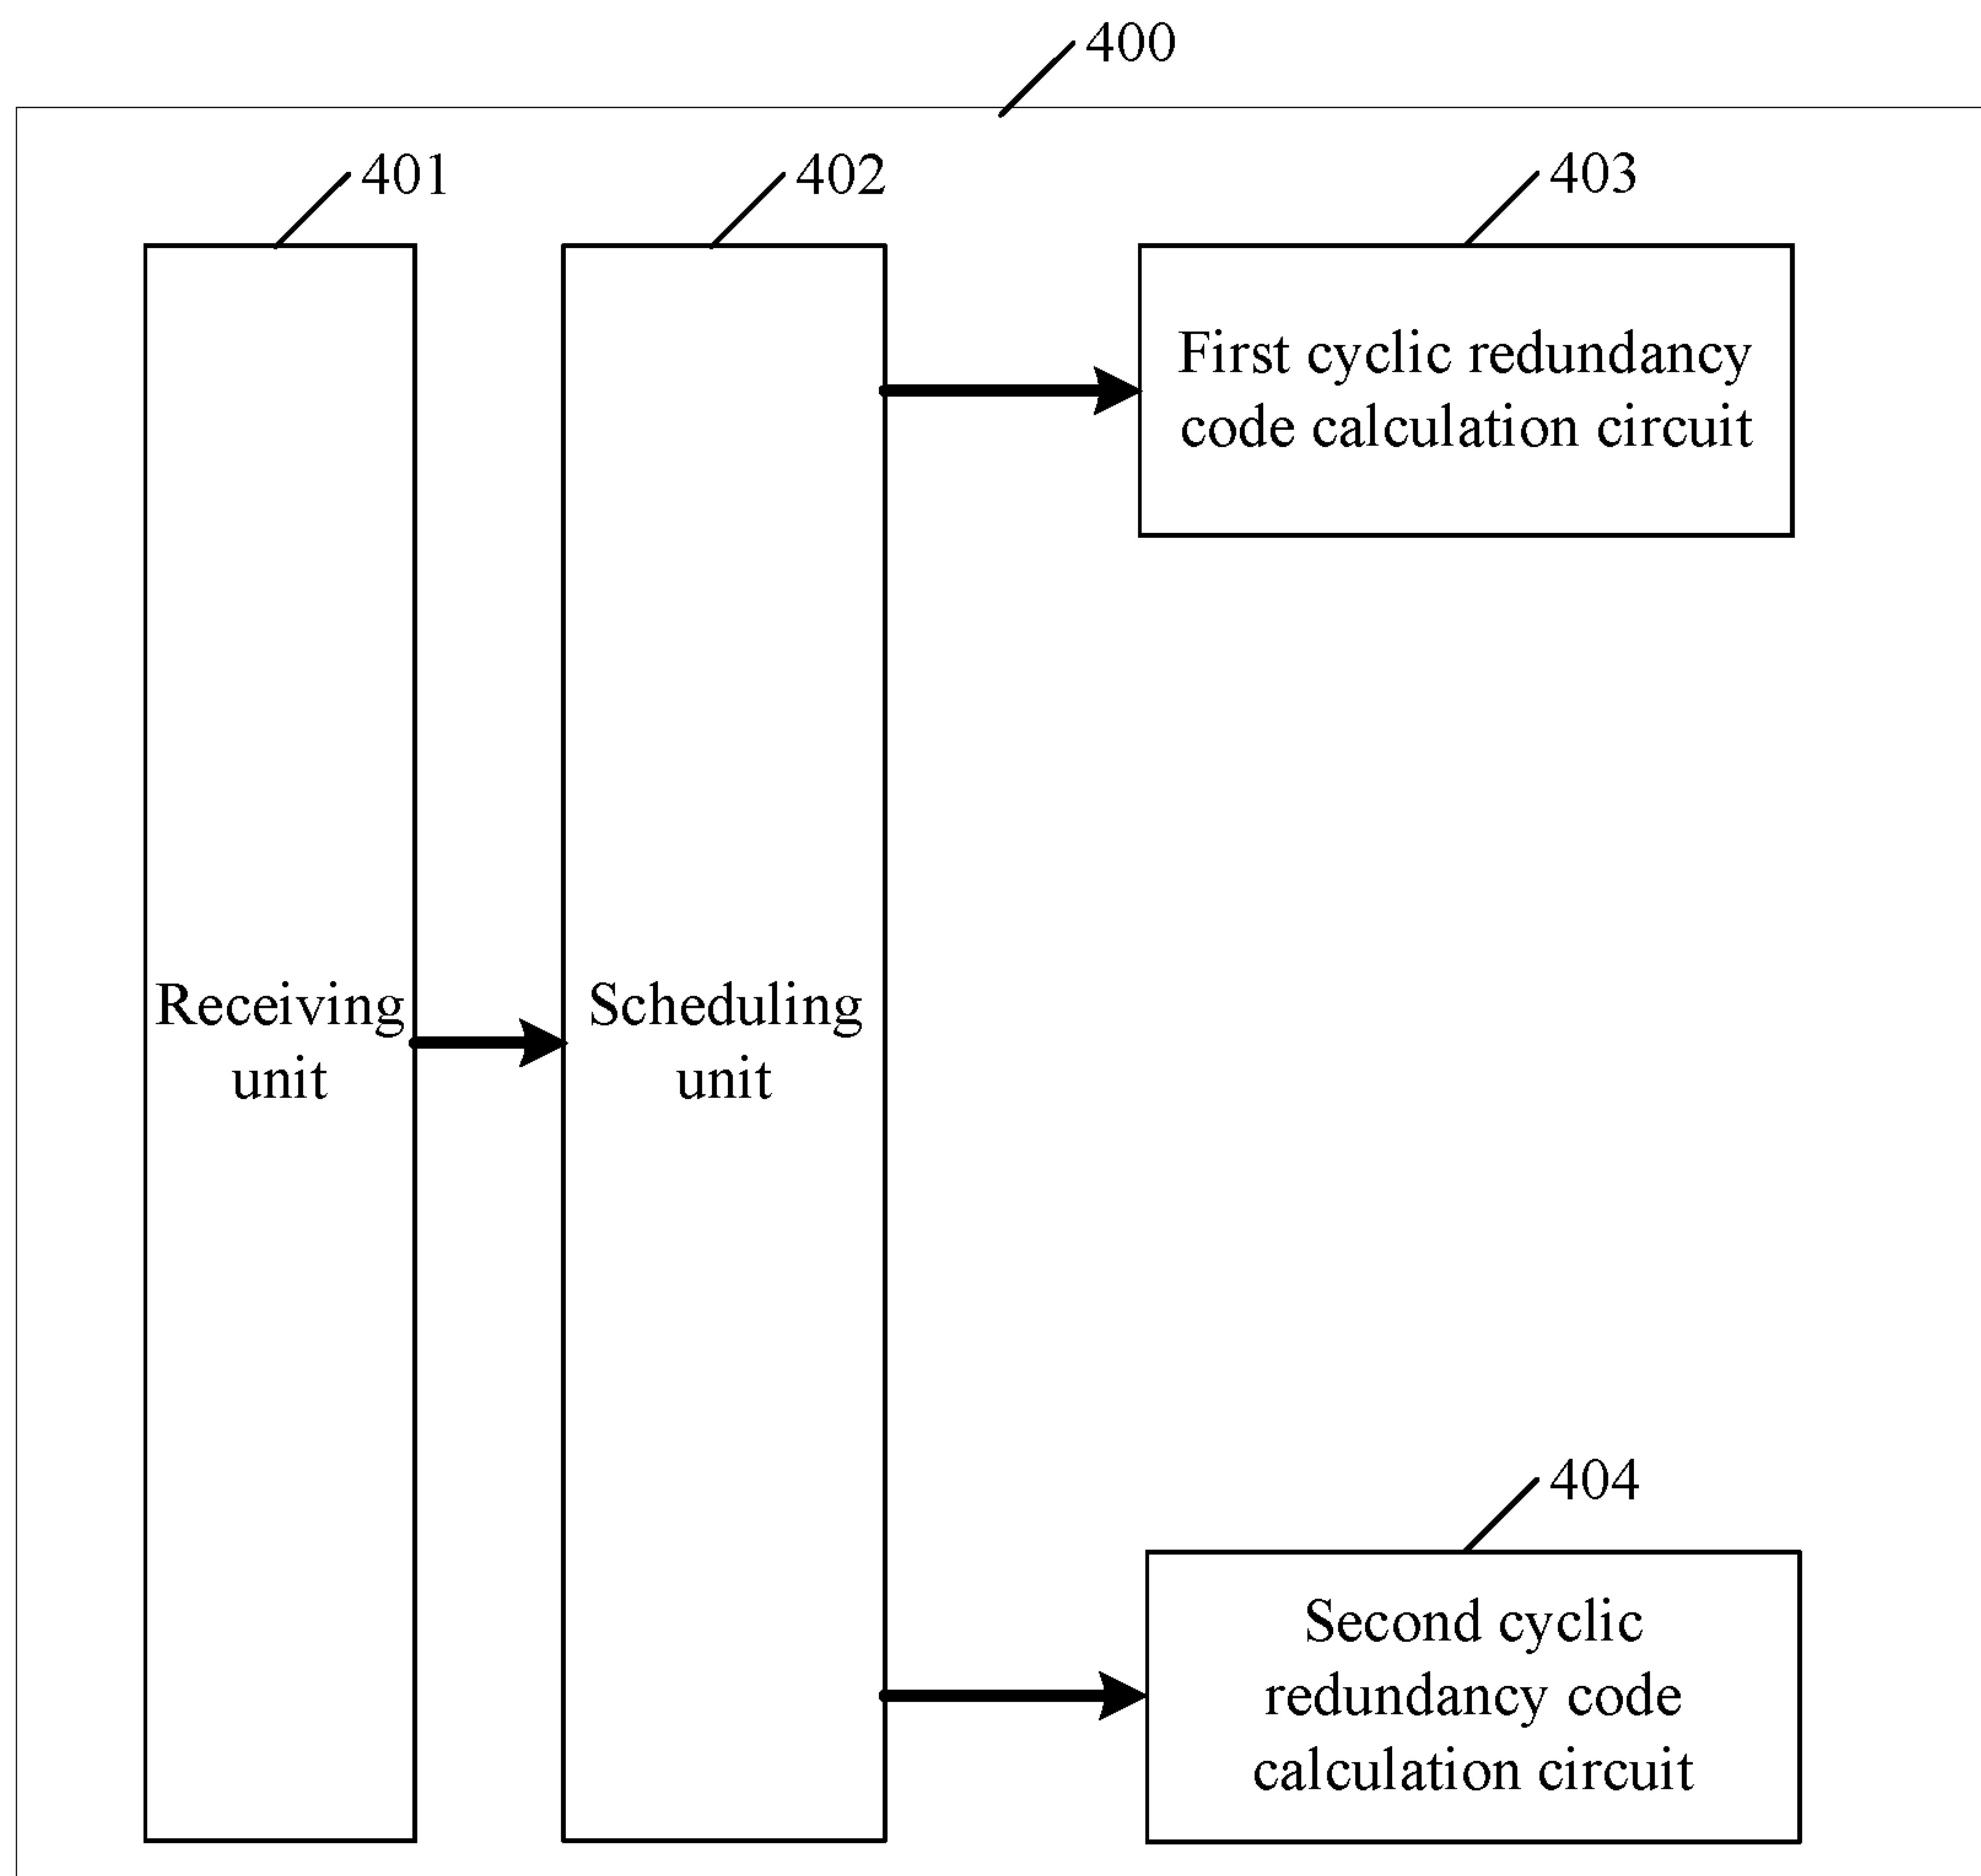 400
401
402
403
First cyclic redundancy
code calculation circuit
Receiving
unit
Scheduling
unit
404
Second cyclic
redundancy code
calculation circuit